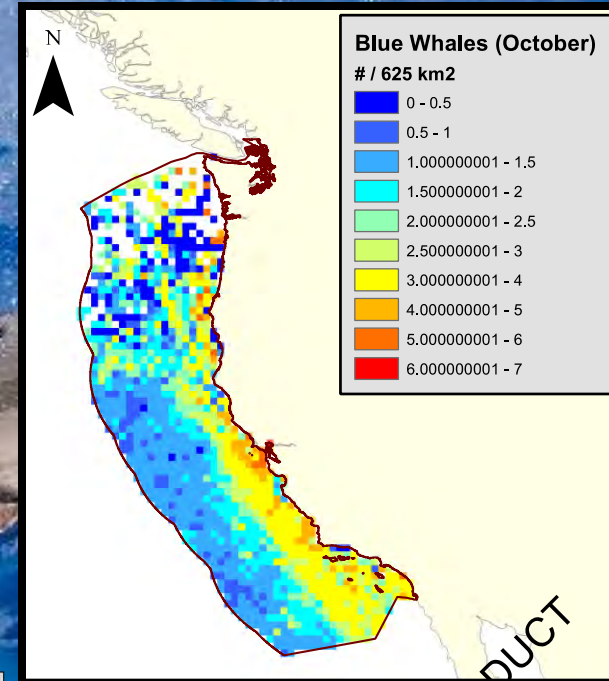 N
Blue Whales (October)
# / 625 km2
0 - 0.5
0.5 - 1
1.000000001 - 1.5
1.500000001 - 2
2.000000001 - 2.5
2.500000001 - 3
3.000000001 - 4
4.000000001 - 5
5.000000001 - 6
6.000000001 - 7
DUCT